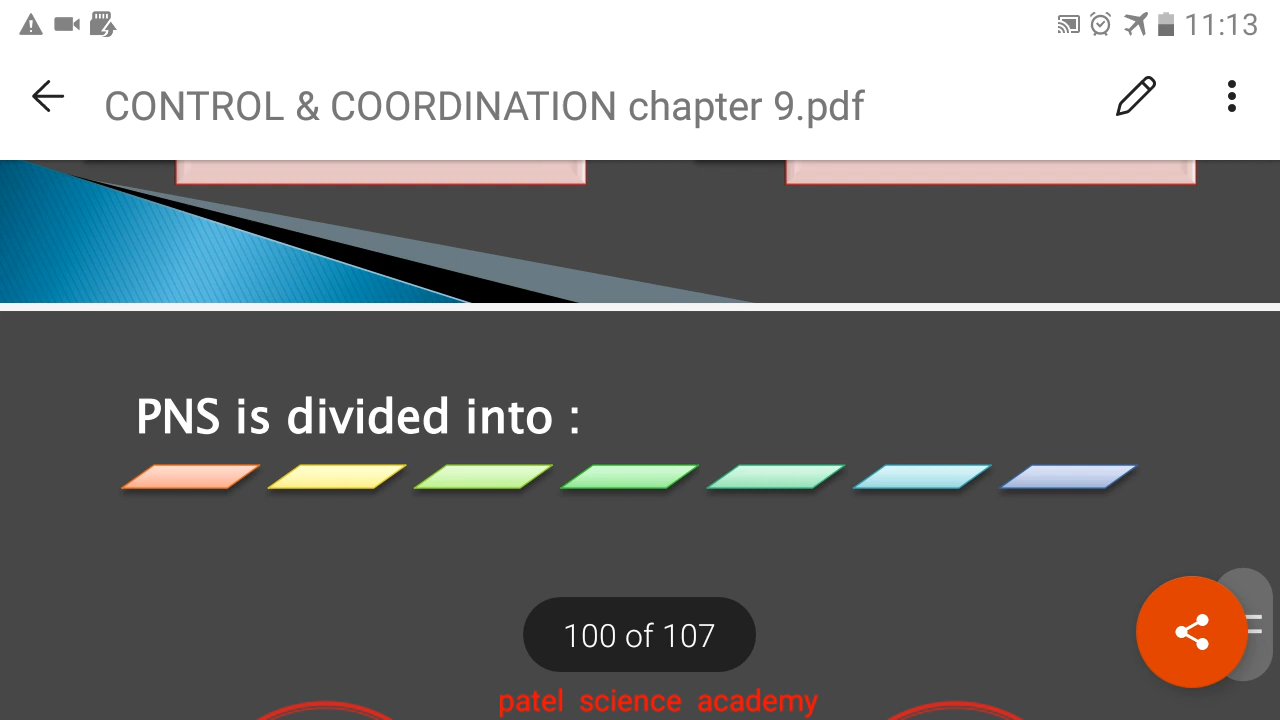 11:13
CONTROL & COORDINATION chapter 9.pdf
PNS is divided into :
100 of 107
patel science academy